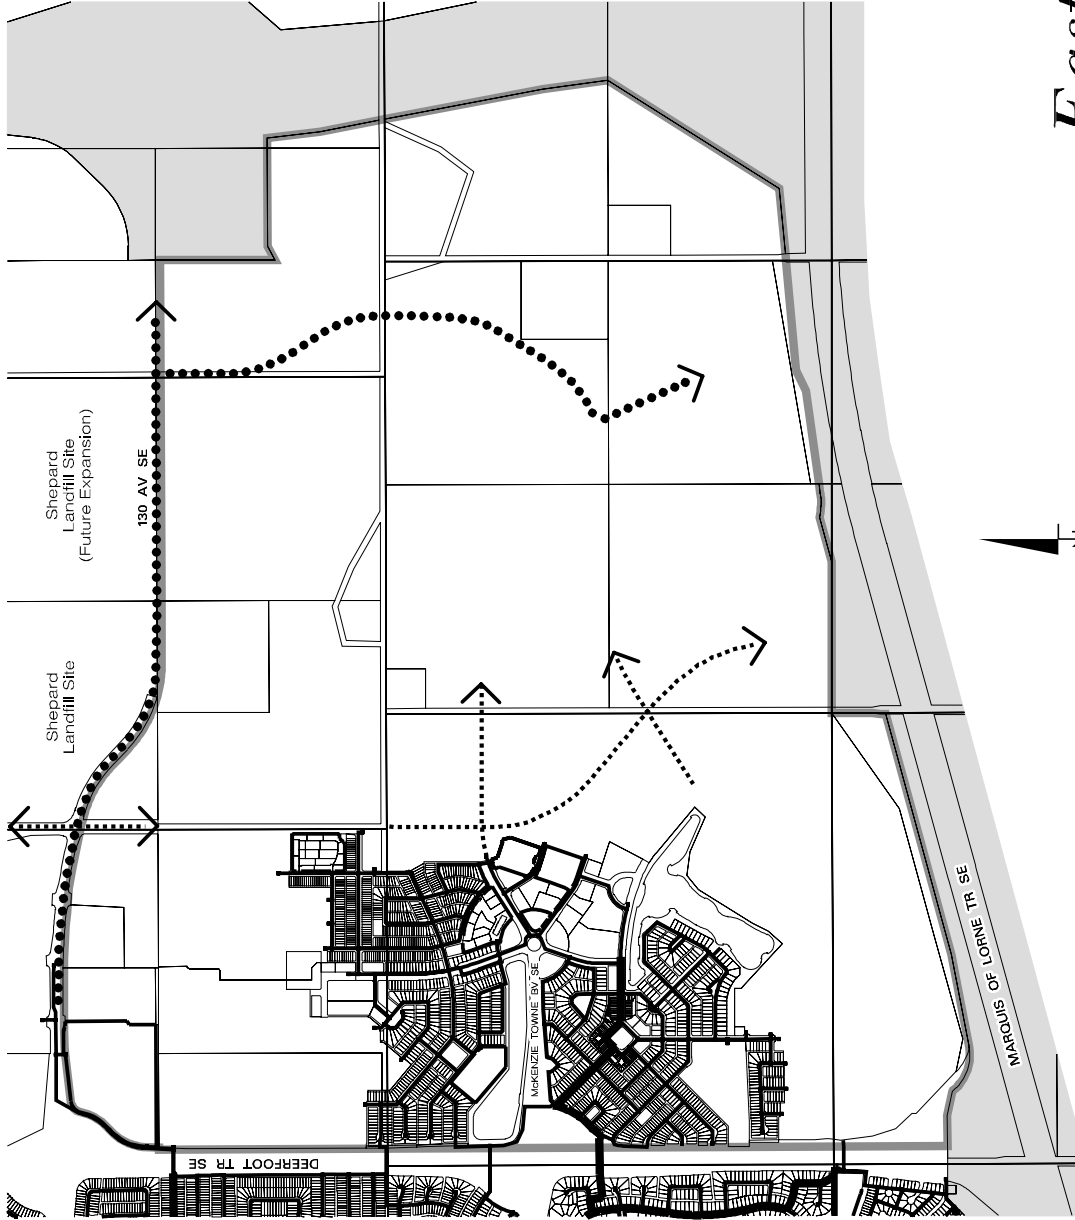 East
Shepard
Landfill Site
(Future Expansion)
130 AV SE
Shepard
Landfill Site
MARQUIS OF LORNE TR SE
McKENZIE TOWNE BV SE
DEERFOOT TR SE